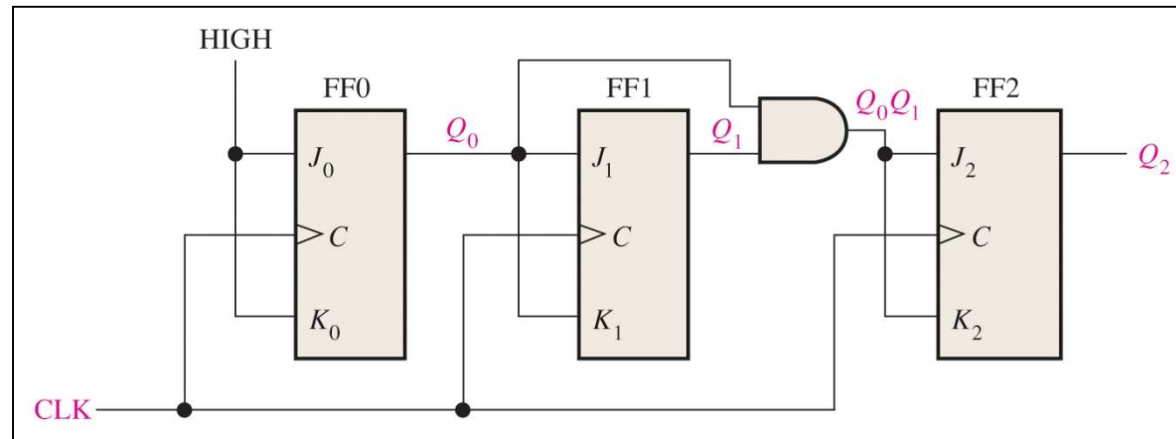 HIGH
FF0 FF1 FF2
Q0 Q1 Q0Q1
J0 J1 J2 Q2
C C C
K0 K1 K2
CLK